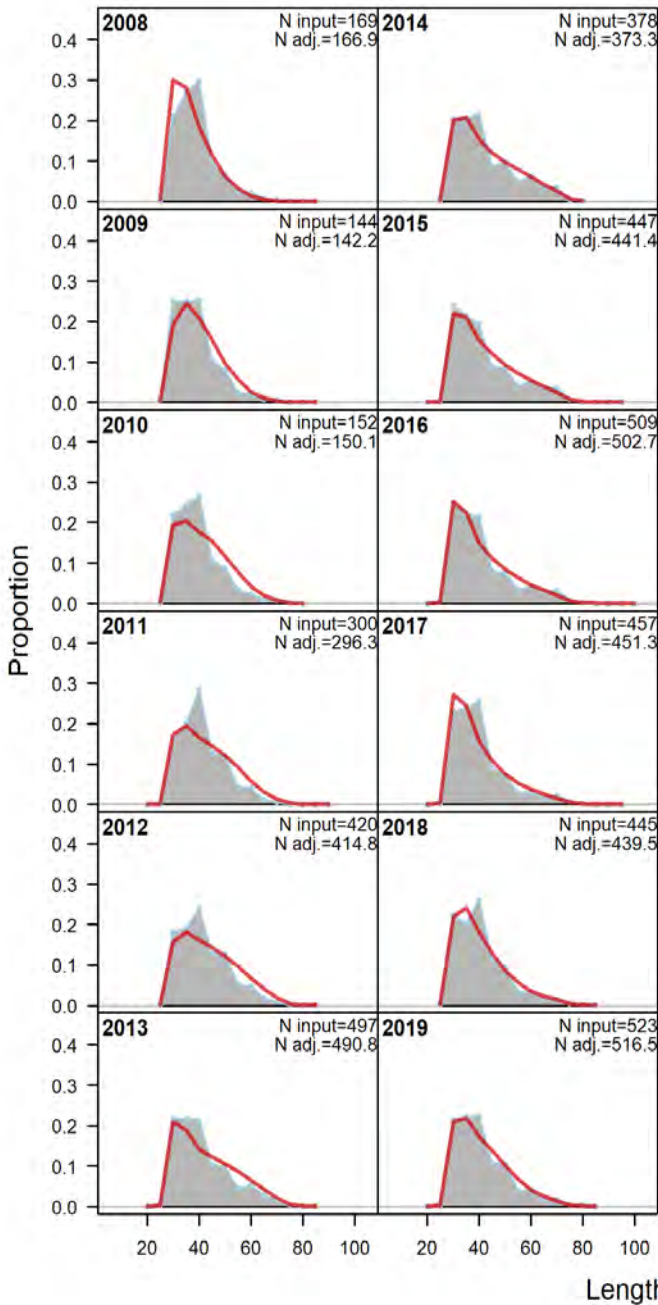 2008 N input=169 2014 N input=378
N adj.=166.9 N adj.=373.3
0.4
0.3
0.2
0.1
0.0
2009 N input=144 2015 N input=447
N adj.=142.2 N adj.=441.4
0.4
0.3
0.2
0.1
0.0
2010 N input=152 2016 N input=509
N adj.=150.1 N adj.=502.7
0.4
0.3
0.2
0.1
0.0
Proportion
2011 N input=300 2017 N input=457
N adj.=296.3 N adj.=451.3
0.4
0.3
0.2
0.1
0.0
2012 N input=420 2018 N input=445
N adj.=414.8 N adj.=439.5
0.4
0.3
0.2
0.1
0.0
2013 N input=497 2019 N input=523
N adj.=490.8 N adj.=516.5
0.4
0.3
0.2
0.1
0.0
20 40 60 80 100 20 40 60 80 100
Length